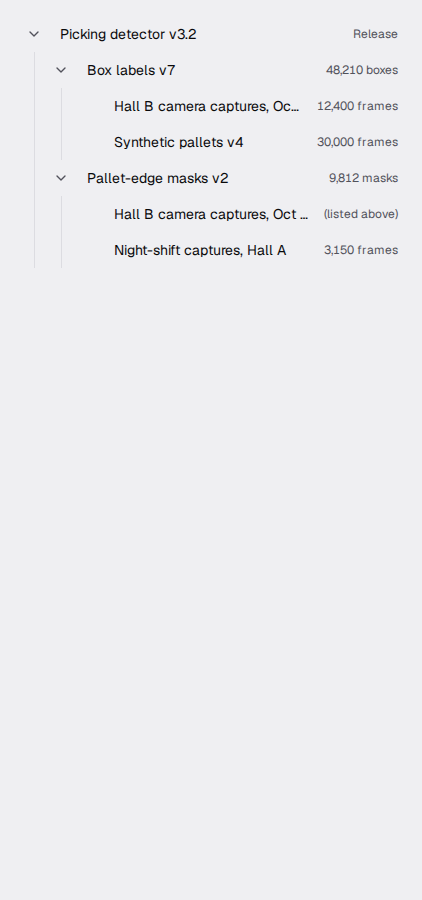 Picking detector v3.2 Release
Box labels v7 48,210 boxes
Hall B camera captures, Oc... 12,400 frames
Synthetic pallets v4 30,000 frames
Pallet-edge masks v2 9,812 masks
Hall B camera captures, Oct ... (listed above)
Night-shift captures, Hall A 3,150 frames